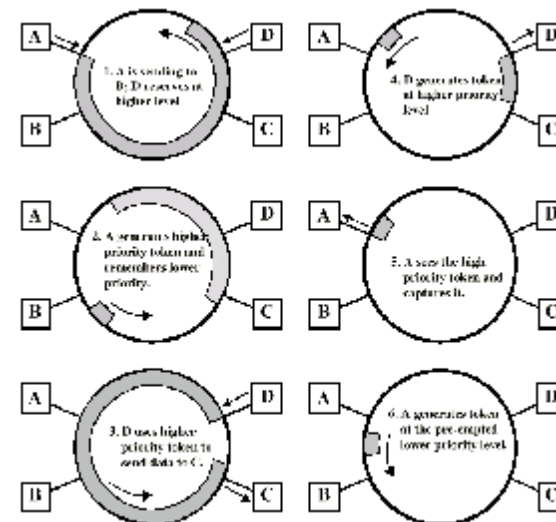 A
D
1. A is sending to
B; D reserves at
higher level
B
C
A
D
2. A generates higher
priority token and
remembers lower
priority.
B
C
A
D
3. D uses higher
priority token to
send data to C.
B
C
A
D
4. D generates token
at higher priority
level
B
C
A
D
5. A sees the high
priority token and
captures it.
B
C
A
D
6. A generates token
at the pre-empted
lower priority level.
B
C